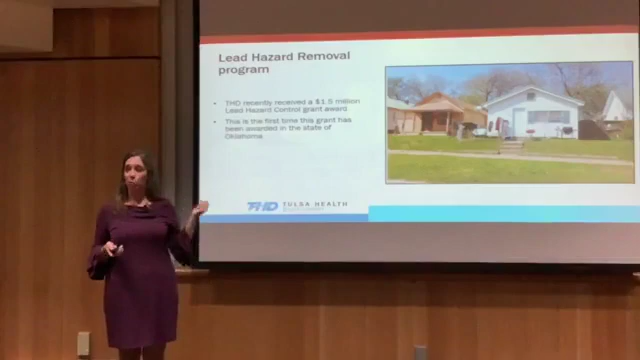 Lead Hazard Removal
program
THD recently received a $1.5 million
Lead Hazard Control grant award
This is the first time this grant has
been awarded in the state of
Oklahoma
THD TULSA HEALTH